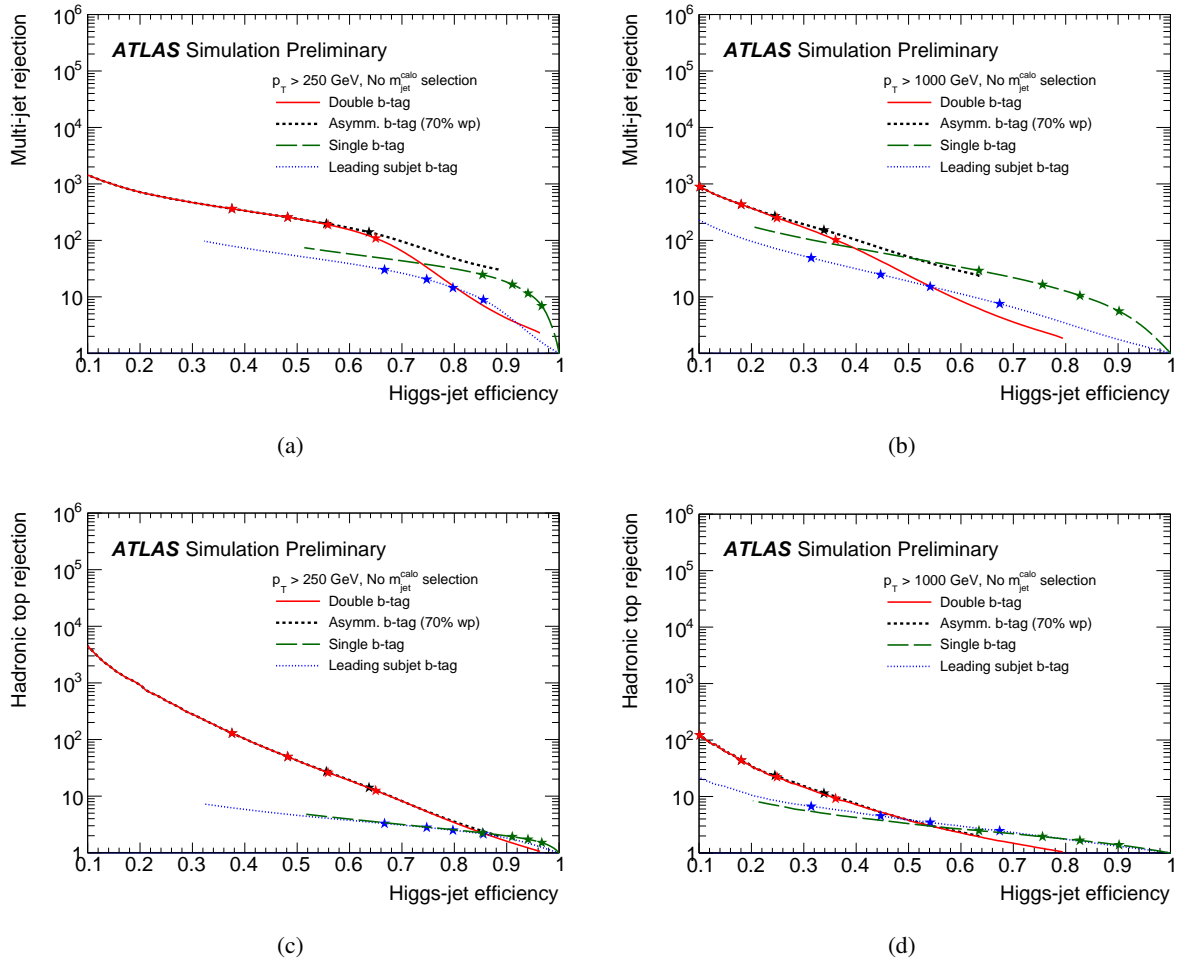 Multi-jet rejection
10^6
10^5
10^4
10^3
10^2
10
1
ATLAS Simulation Preliminary
p_T > 250 GeV, No m_jet^calo selection
Double b-tag
Asymm. b-tag (70% wp)
Single b-tag
Leading subjet b-tag
0.1 0.2 0.3 0.4 0.5 0.6 0.7 0.8 0.9 1
Higgs-jet efficiency
(a)
Multi-jet rejection
10^6
10^5
10^4
10^3
10^2
10
1
ATLAS Simulation Preliminary
p_T > 1000 GeV, No m_jet^calo selection
Double b-tag
Asymm. b-tag (70% wp)
Single b-tag
Leading subjet b-tag
0.1 0.2 0.3 0.4 0.5 0.6 0.7 0.8 0.9 1
Higgs-jet efficiency
(b)
Hadronic top rejection
10^6
10^5
10^4
10^3
10^2
10
1
ATLAS Simulation Preliminary
p_T > 250 GeV, No m_jet^calo selection
Double b-tag
Asymm. b-tag (70% wp)
Single b-tag
Leading subjet b-tag
0.1 0.2 0.3 0.4 0.5 0.6 0.7 0.8 0.9 1
Higgs-jet efficiency
(c)
Hadronic top rejection
10^6
10^5
10^4
10^3
10^2
10
1
ATLAS Simulation Preliminary
p_T > 1000 GeV, No m_jet^calo selection
Double b-tag
Asymm. b-tag (70% wp)
Single b-tag
Leading subjet b-tag
0.1 0.2 0.3 0.4 0.5 0.6 0.7 0.8 0.9 1
Higgs-jet efficiency
(d)